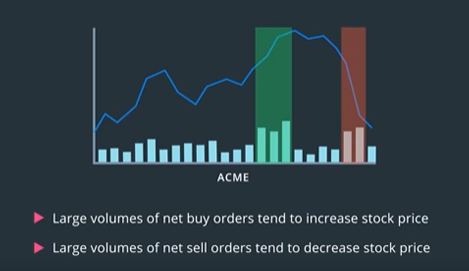 ACME
Large volumes of net buy orders tend to increase stock price
Large volumes of net sell orders tend to decrease stock price